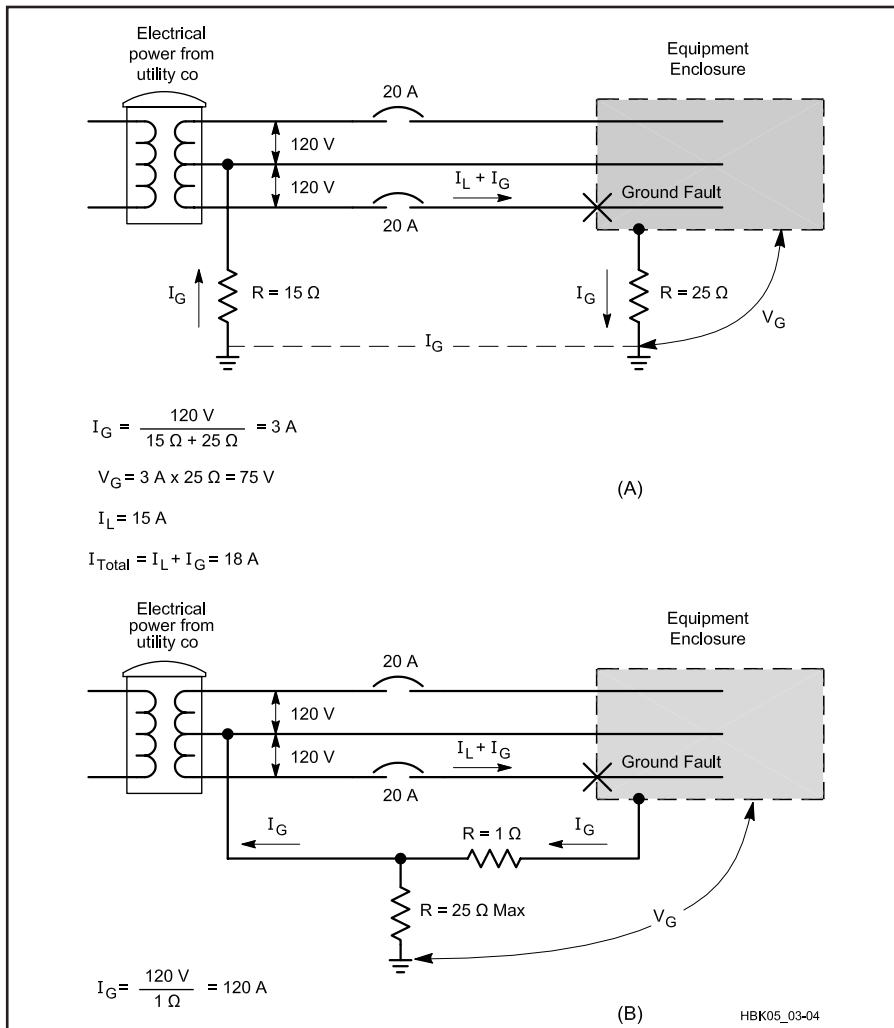 Electrical
power from
utility co
Equipment
Enclosure
20 A
120 V
120 V
I_L + I_G
Ground Fault
20 A
I_G
R = 15 Ω
I_G
R = 25 Ω
V_G
I_G
I_G = 120 V / 15 Ω + 25 Ω = 3 A
V_G = 3 A x 25 Ω = 75 V
(A)
I_L = 15 A
I_Total = I_L + I_G = 18 A
Electrical
power from
utility co
Equipment
Enclosure
20 A
120 V
120 V
I_L + I_G
Ground Fault
20 A
I_G
R = 1 Ω
I_G
R = 25 Ω Max
V_G
I_G = 120 V / 1 Ω = 120 A
(B)
HBK05_03-04